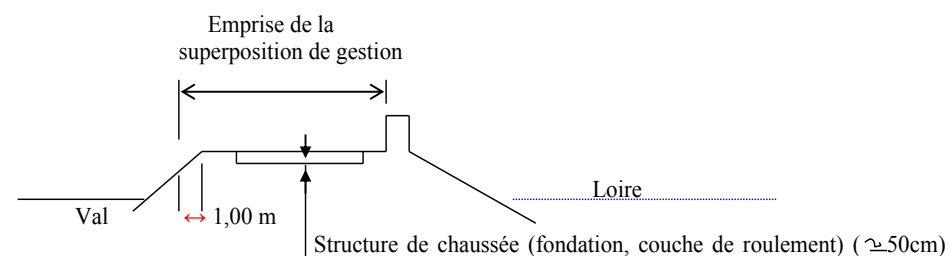 Emprise de la
superposition de gestion
Loire
Val
1,00 m
Structure de chaussée (fondation, couche de roulement) (≃50cm)